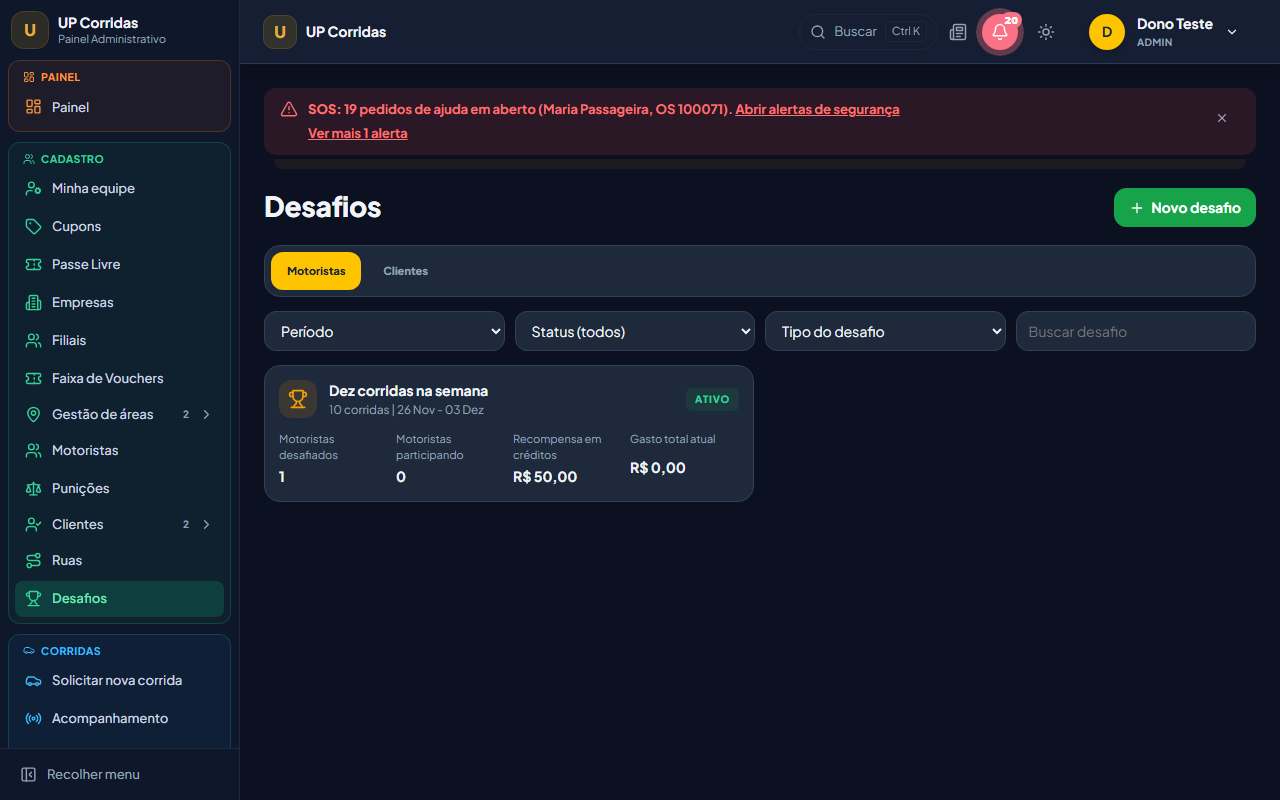 U
UP Corridas
Painel Administrativo
PAINEL
Painel
CADASTRO
Minha equipe
Cupons
Passe Livre
Empresas
Filiais
Faixa de Vouchers
Gestão de áreas 2
Motoristas
Punições
Clientes 2
Ruas
Desafios
CORRIDAS
Solicitar nova corrida
Acompanhamento
Recolher menu
U UP Corridas
Buscar Ctrl K
20
D
Dono Teste
ADMIN
SOS: 19 pedidos de ajuda em aberto (Maria Passageira, OS 100071). Abrir alertas de segurança
Ver mais 1 alerta
Desafios
+ Novo desafio
Motoristas Clientes
Período Status (todos) Tipo do desafio Buscar desafio
Dez corridas na semana
10 corridas | 26 Nov - 03 Dez
ATIVO
Motoristas desafiados
1
Motoristas participando
0
Recompensa em créditos
R$ 50,00
Gasto total atual
R$ 0,00